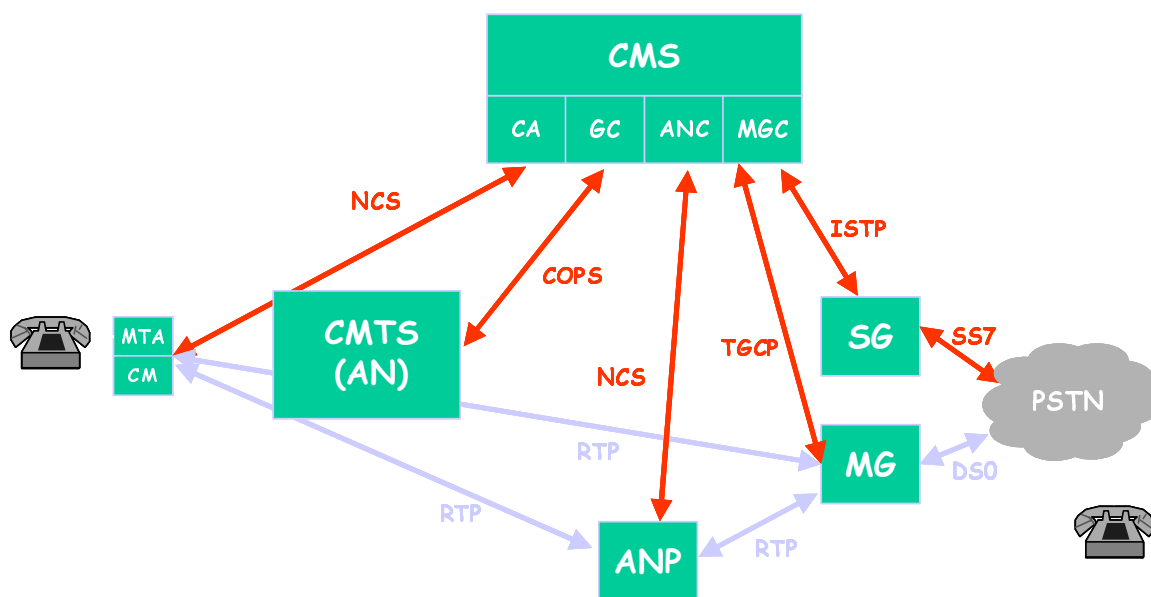 CMS
CA GC ANC MGC
NCS
ISTP
COPS
MTA
CMTS
(AN)
SG
SS7
TGCP
CM
NCS
PSTN
RTP
MG
DS0
RTP
RTP
ANP